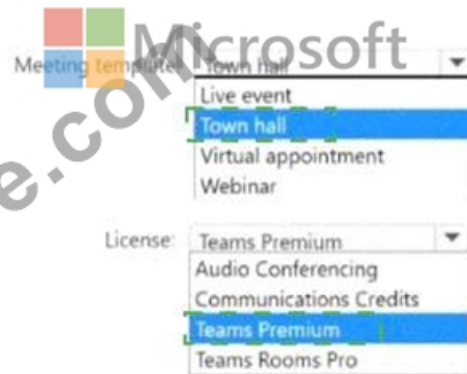 Microsoft
Meeting template: Town hall
Live event
Town hall
Virtual appointment
Webinar
e.com
License: Teams Premium
Audio Conferencing
Communications Credits
Teams Premium
Teams Rooms Pro